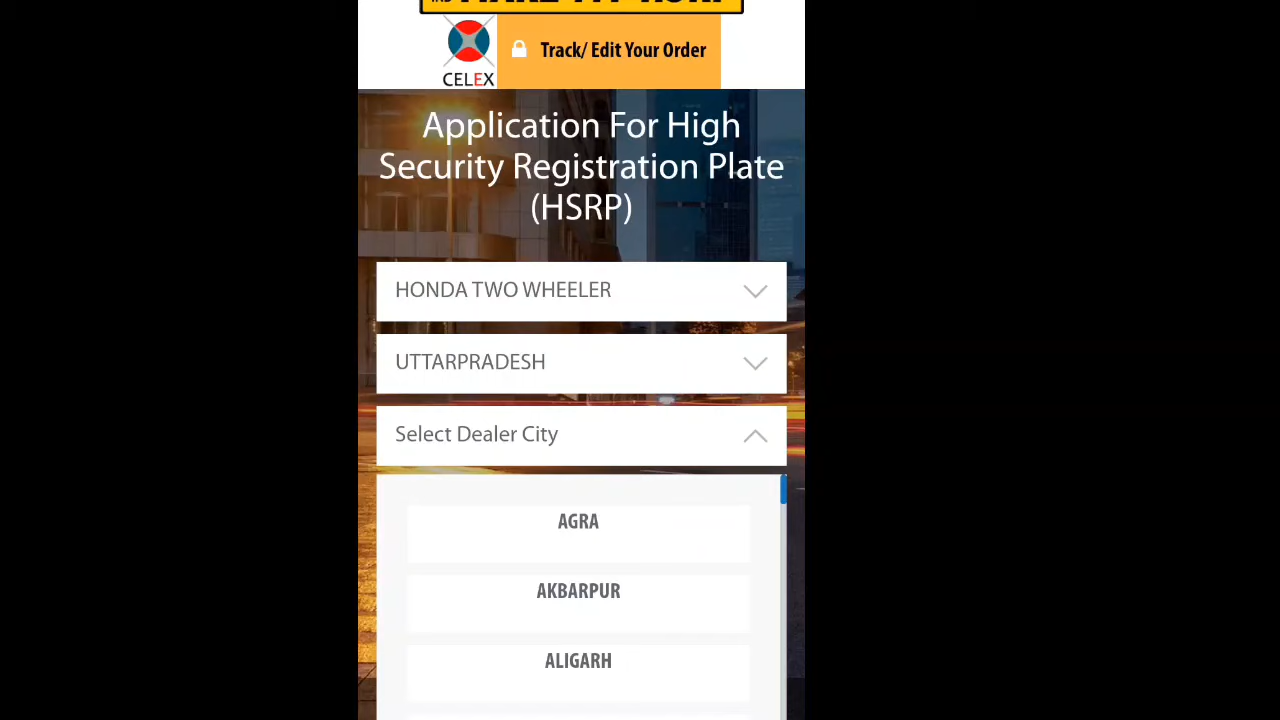 CELEX
Track/ Edit Your Order
Application For High
Security Registration Plate
(HSRP)
HONDA TWO WHEELER
UTTARPRADESH
Select Dealer City
AGRA
AKBARPUR
ALIGARH